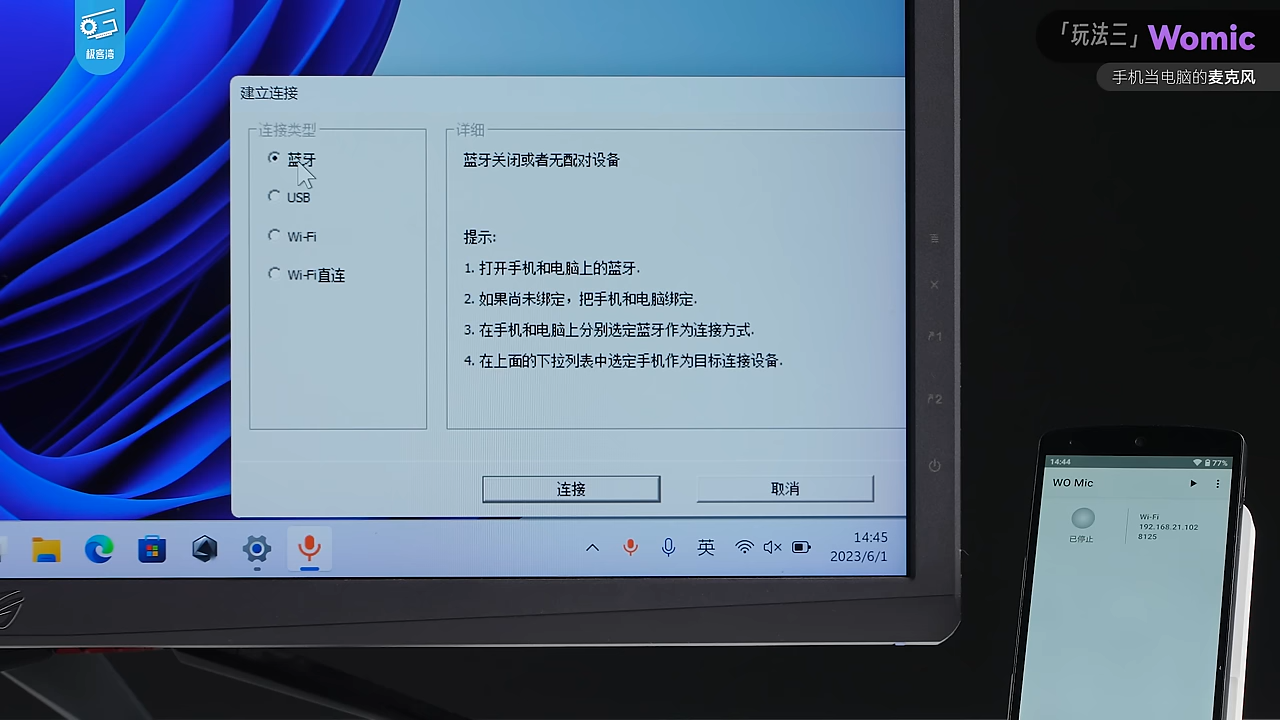 极客湾
「玩法三」Womic
手机当电脑的麦克风
建立连接
连接类型
蓝牙
USB
Wi-Fi
Wi-Fi直连
详细
蓝牙关闭或者无配对设备
提示:
1. 打开手机和电脑上的蓝牙.
2. 如果尚未绑定，把手机和电脑绑定.
3. 在手机和电脑上分别选定蓝牙作为连接方式.
4. 在上面的下拉列表中选定手机作为目标连接设备.
连接
取消
英
14:45
2023/6/1
1
2
14:44
77%
WO Mic
已停止
Wi-Fi
192.168.21.102
8125